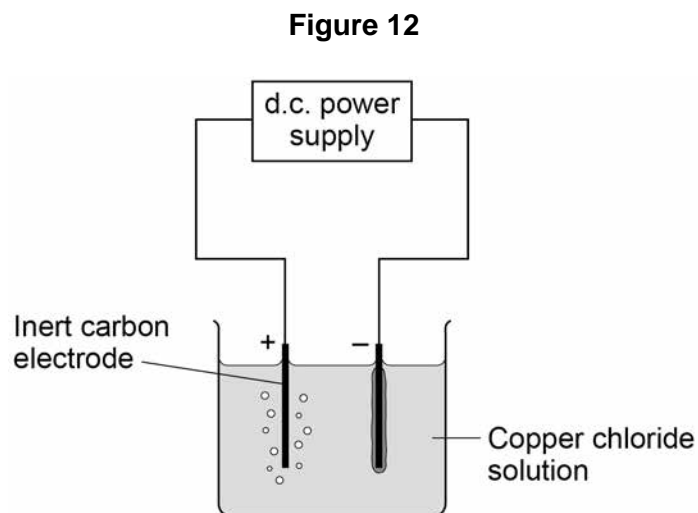 Figure 12
d.c. power
supply
Inert carbon
electrode
+
−
Copper chloride
solution